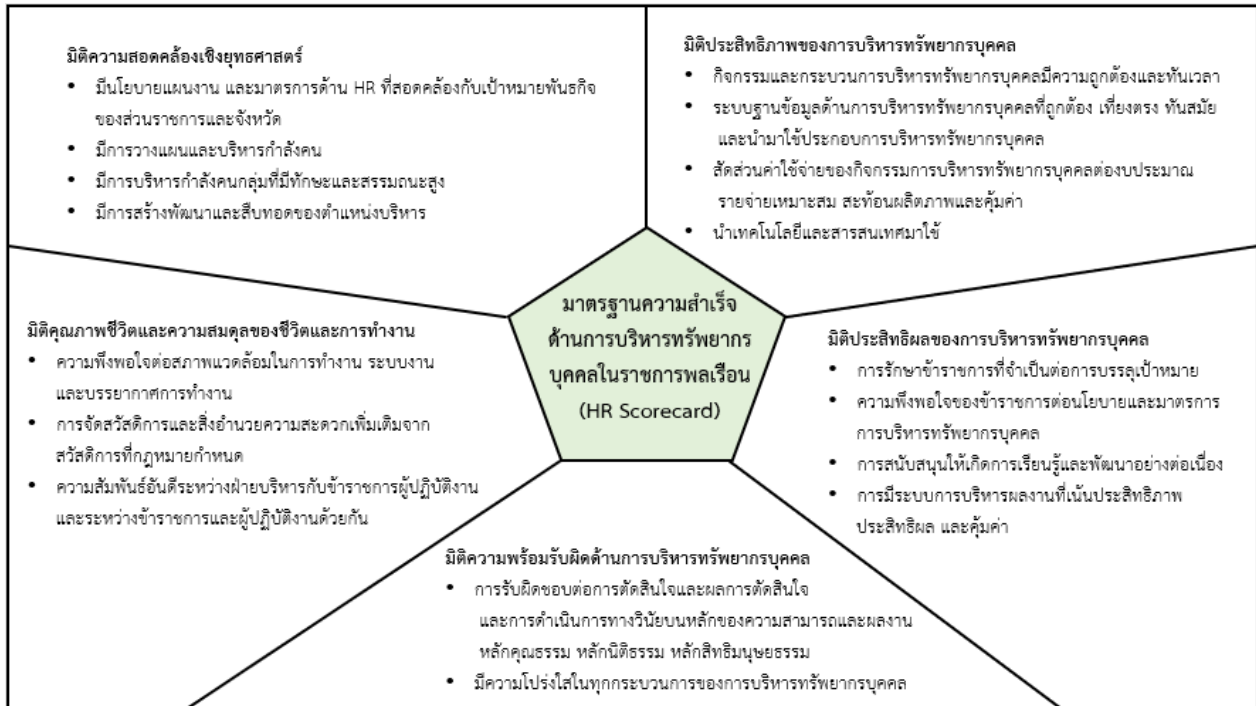 มิติความสอดคล้องเชิงยุทธศาสตร์
• มีนโยบายแผนงาน และมาตรการด้าน HR ที่สอดคล้องกับเป้าหมายพันธกิจ
ของส่วนราชการและจังหวัด
• มีการวางแผนและบริหารกำลังคน
• มีการบริหารกำลังคนกลุ่มที่มีทักษะและสรรมถนะสูง
• มีการสร้างพัฒนาและสืบทอดของตำแหน่งบริหาร
มิติประสิทธิภาพของการบริหารทรัพยากรบุคคล
• กิจกรรมและกระบวนการบริหารทรัพยากรบุคคลมีความถูกต้องและทันเวลา
• ระบบฐานข้อมูลด้านการบริหารทรัพยากรบุคคลที่ถูกต้อง เที่ยงตรง ทันสมัย
และนำมาใช้ประกอบการบริหารทรัพยากรบุคคล
• สัดส่วนค่าใช้จ่ายของกิจกรรมการบริหารทรัพยากรบุคคลต่องบประมาณ
รายจ่ายเหมาะสม สะท้อนผลิตภาพและคุ้มค่า
• นำเทคโนโลยีและสารสนเทศมาใช้
มาตรฐานความสำเร็จ
ด้านการบริหารทรัพยากร
บุคคลในราชการพลเรือน
(HR Scorecard)
มิติคุณภาพชีวิตและความสมดุลของชีวิตและการทำงาน
• ความพึงพอใจต่อสภาพแวดล้อมในการทำงาน ระบบงาน
และบรรยากาศการทำงาน
• การจัดสวัสดิการและสิ่งอำนวยความสะดวกเพิ่มเติมจาก
สวัสดิการที่กฎหมายกำหนด
• ความสัมพันธ์อันดีระหว่างฝ่ายบริหารกับข้าราชการผู้ปฏิบัติงาน
และระหว่างข้าราชการและผู้ปฏิบัติงานด้วยกัน
มิติประสิทธิผลของการบริหารทรัพยากรบุคคล
• การรักษาข้าราชการที่จำเป็นต่อการบรรลุเป้าหมาย
• ความพึงพอใจของข้าราชการต่อนโยบายและมาตรการ
การบริหารทรัพยากรบุคคล
• การสนับสนุนให้เกิดการเรียนรู้และพัฒนาอย่างต่อเนื่อง
• การมีระบบการบริหารผลงานที่เน้นประสิทธิภาพ
ประสิทธิผล และคุ้มค่า
มิติความพร้อมรับผิดด้านการบริหารทรัพยากรบุคคล
• การรับผิดชอบต่อการตัดสินใจและผลการตัดสินใจ
และการดำเนินการทางวินัยบนหลักของความสามารถและผลงาน
หลักคุณธรรม หลักนิติธรรม หลักสิทธิมนุษยธรรม
• มีความโปร่งใสในทุกกระบวนการของการบริหารทรัพยากรบุคคล